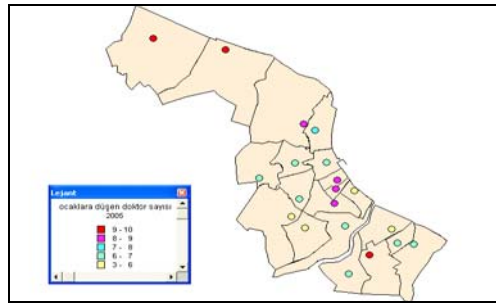 Lejant
ocaklara düşen doktor sayısı
2005
9 - 10
8 - 9
7 - 8
6 - 7
3 - 6